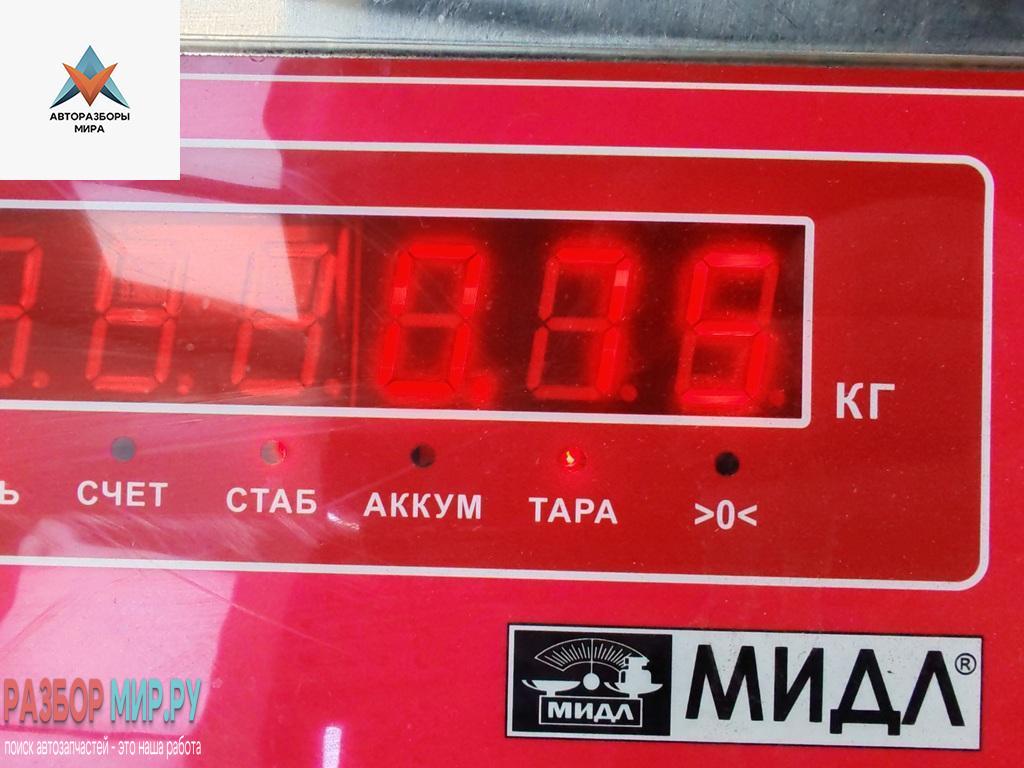 АВТОРАЗБОРЫ
МИРА
0.75
КГ
Ь СЧЕТ СТАБ АККУМ ТАРА >0<
МИДЛ МИДЛ®
РАЗБОР МИР.РУ
поиск автозапчастей - это наша работа